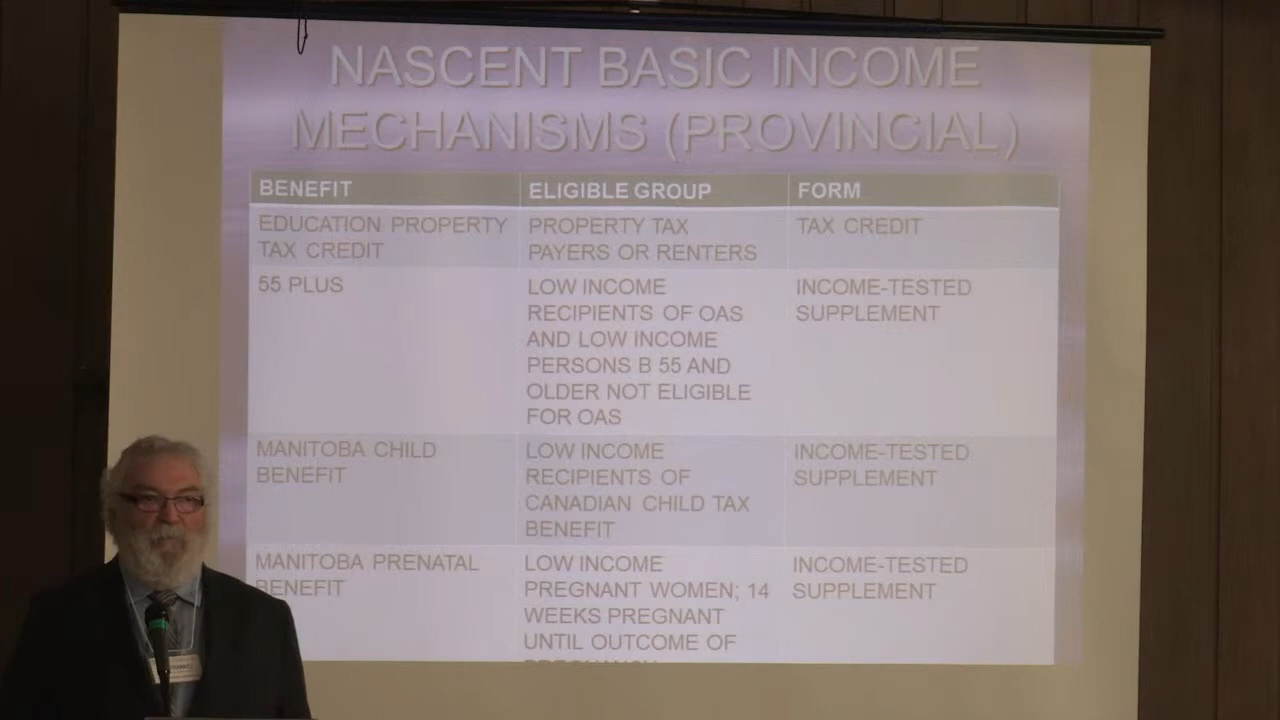 NASCENT BASIC INCOME
MECHANISMS (PROVINCIAL)
BENEFIT ELIGIBLE GROUP FORM
EDUCATION PROPERTY
TAX CREDIT
PROPERTY TAX
PAYERS OR RENTERS
TAX CREDIT
55 PLUS
LOW INCOME
RECIPIENTS OF OAS
AND LOW INCOME
PERSONS B 55 AND
OLDER NOT ELIGIBLE
FOR OAS
INCOME-TESTED
SUPPLEMENT
MANITOBA CHILD
BENEFIT
LOW INCOME
RECIPIENTS OF
CANADIAN CHILD TAX
BENEFIT
INCOME-TESTED
SUPPLEMENT
MANITOBA PRENATAL
BENEFIT
LOW INCOME
PREGNANT WOMEN; 14
WEEKS PREGNANT
UNTIL OUTCOME OF
INCOME-TESTED
SUPPLEMENT